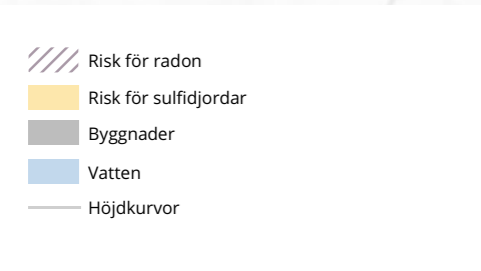 Risk för radon
Risk för sulfidjordar
Byggnader
Vatten
Höjdkurvor